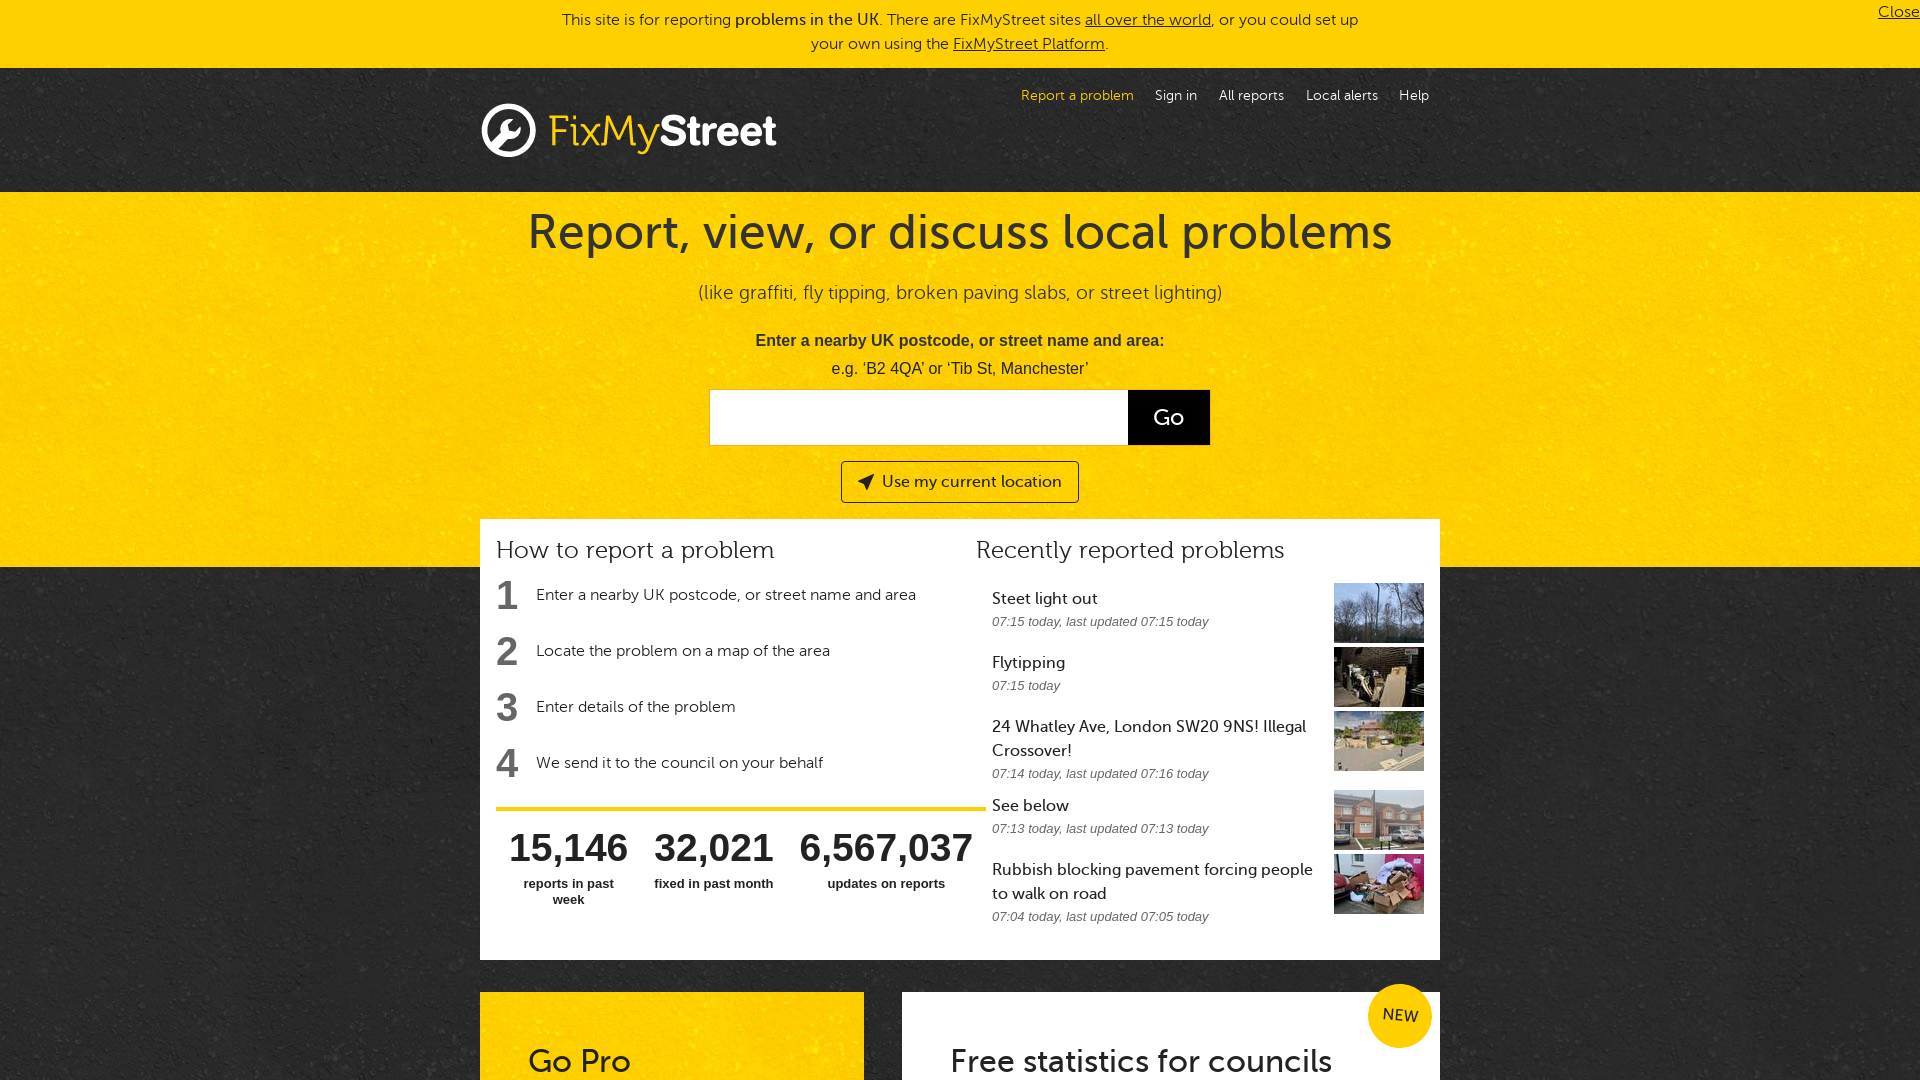 This site is for reporting problems in the UK. There are FixMyStreet sites all over the world, or you could set up
your own using the FixMyStreet Platform.
Close
Report a problem
Sign in
All reports
Local alerts
Help
FixMyStreet
Report, view, or discuss local problems
(like graffiti, fly tipping, broken paving slabs, or street lighting)
Enter a nearby UK postcode, or street name and area:
e.g. ‘B2 4QA’ or ‘Tib St, Manchester’
Go
Use my current location
How to report a problem
1 Enter a nearby UK postcode, or street name and area
2 Locate the problem on a map of the area
3 Enter details of the problem
4 We send it to the council on your behalf
15,146
reports in past
week
32,021
fixed in past month
6,567,037
updates on reports
Recently reported problems
Steet light out
07:15 today, last updated 07:15 today
Flytipping
07:15 today
24 Whatley Ave, London SW20 9NS! Illegal
Crossover!
07:14 today, last updated 07:16 today
See below
07:13 today, last updated 07:13 today
Rubbish blocking pavement forcing people
to walk on road
07:04 today, last updated 07:05 today
Go Pro
NEW
Free statistics for councils